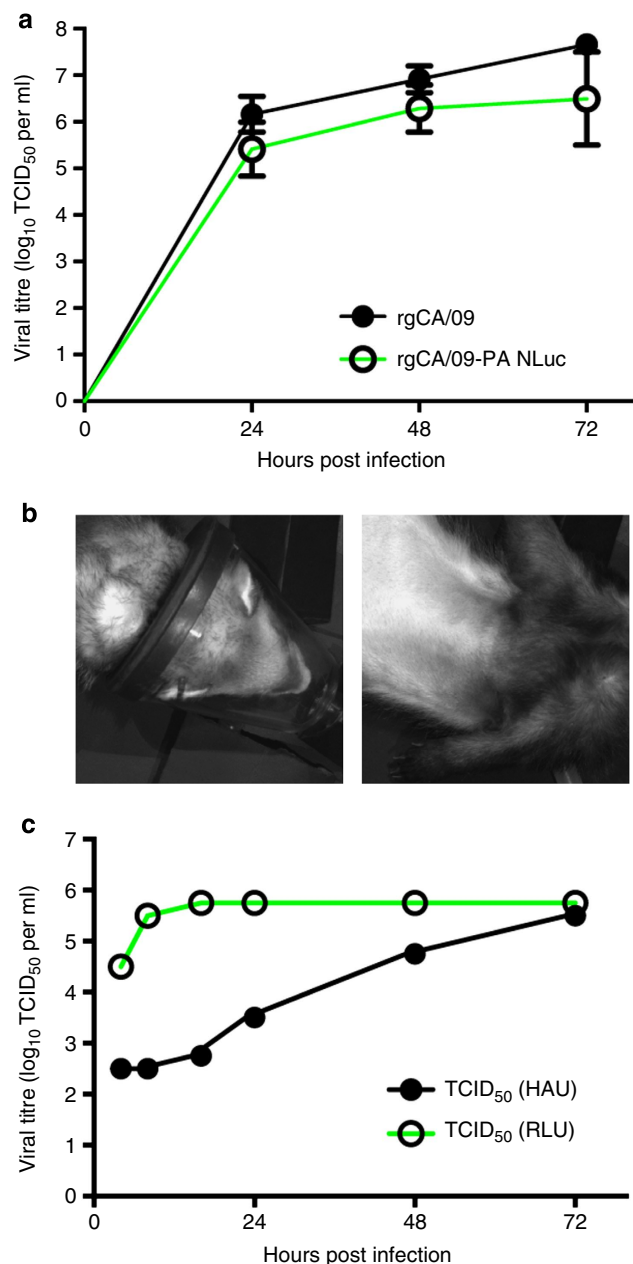 a
8
7
6
5
4
3
2
1
0
Viral titre (log10 TCID50 per ml)
rgCA/09
rgCA/09-PA NLuc
0 24 48 72
Hours post infection
b
c
7
6
5
4
3
2
1
0
Viral titre (log10 TCID50 per ml)
TCID50 (HAU)
TCID50 (RLU)
0 24 48 72
Hours post infection